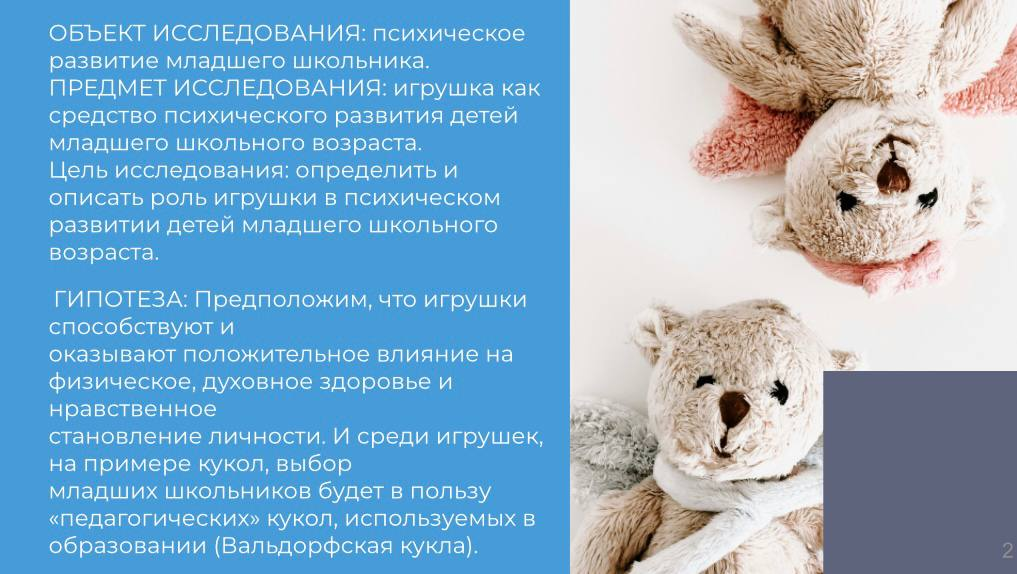 ОБЪЕКТ ИССЛЕДОВАНИЯ: психическое
развитие младшего школьника.
ПРЕДМЕТ ИССЛЕДОВАНИЯ: игрушка как
средство психического развития детей
младшего школьного возраста.
Цель исследования: определить и
описать роль игрушки в психическом
развитии детей младшего школьного
возраста.
ГИПОТЕЗА: Предположим, что игрушки
способствуют и
оказывают положительное влияние на
физическое, духовное здоровье и
нравственное
становление личности. И среди игрушек,
на примере кукол, выбор
младших школьников будет в пользу
«педагогических» кукол, используемых в
образовании (Вальдорфская кукла).
2